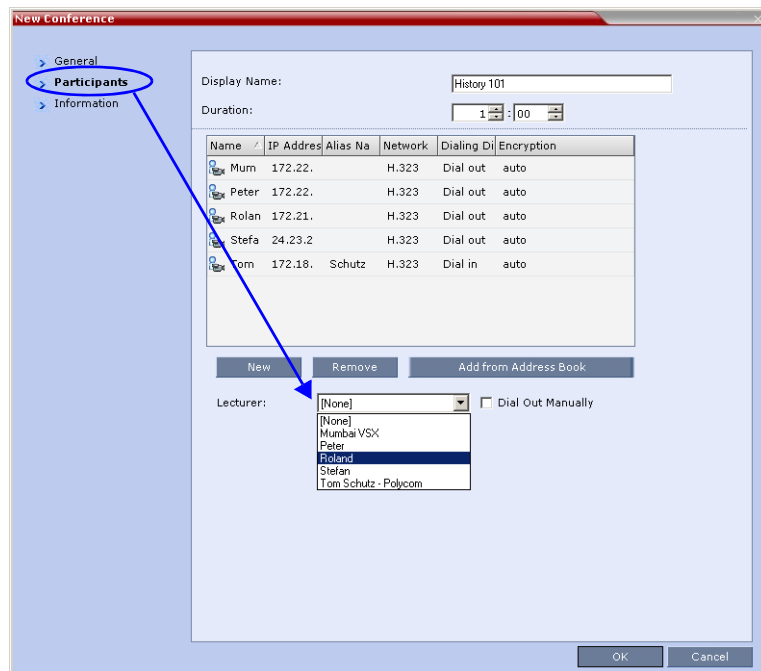 New Conference
General
Participants
Information
Display Name: History 101
Duration: 1 : 00
Name IP Addres Alias Na Network Dialing Di Encryption
Mum 172.22. H.323 Dial out auto
Peter 172.22. H.323 Dial out auto
Rolan 172.21. H.323 Dial out auto
Stefa 24.23.2 H.323 Dial out auto
Tom 172.18. Schutz H.323 Dial in auto
New Remove Add from Address Book
Lecturer: [None] Dial Out Manually
[None]
Mumbai VSX
Peter
Roland
Stefan
Tom Schutz - Polycom
OK Cancel